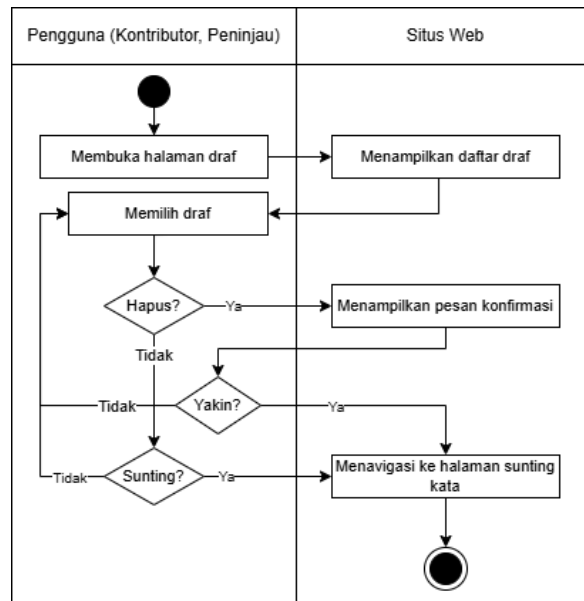 Pengguna (Kontributor, Peninjau)
Situs Web
Membuka halaman draf
Menampilkan daftar draf
Memilih draf
Hapus?
Ya
Menampilkan pesan konfirmasi
Tidak
Tidak
Yakin?
Ya
Tidak
Sunting?
Ya
Menavigasi ke halaman sunting
kata